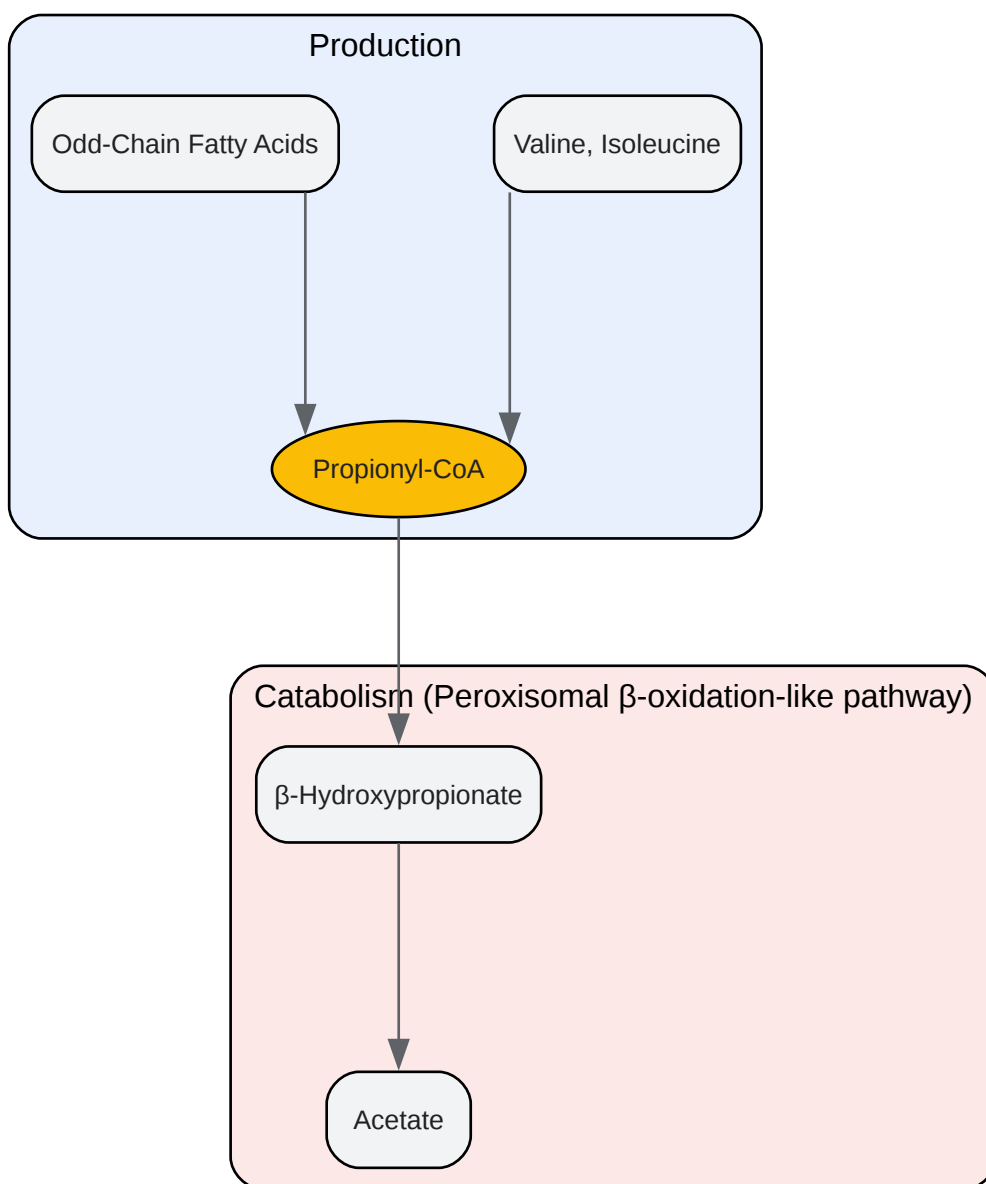 Production
Odd-Chain Fatty Acids
Valine, Isoleucine
Propionyl-CoA
Catabolism (Peroxisomal β-oxidation-like pathway)
β-Hydroxypropionate
Acetate